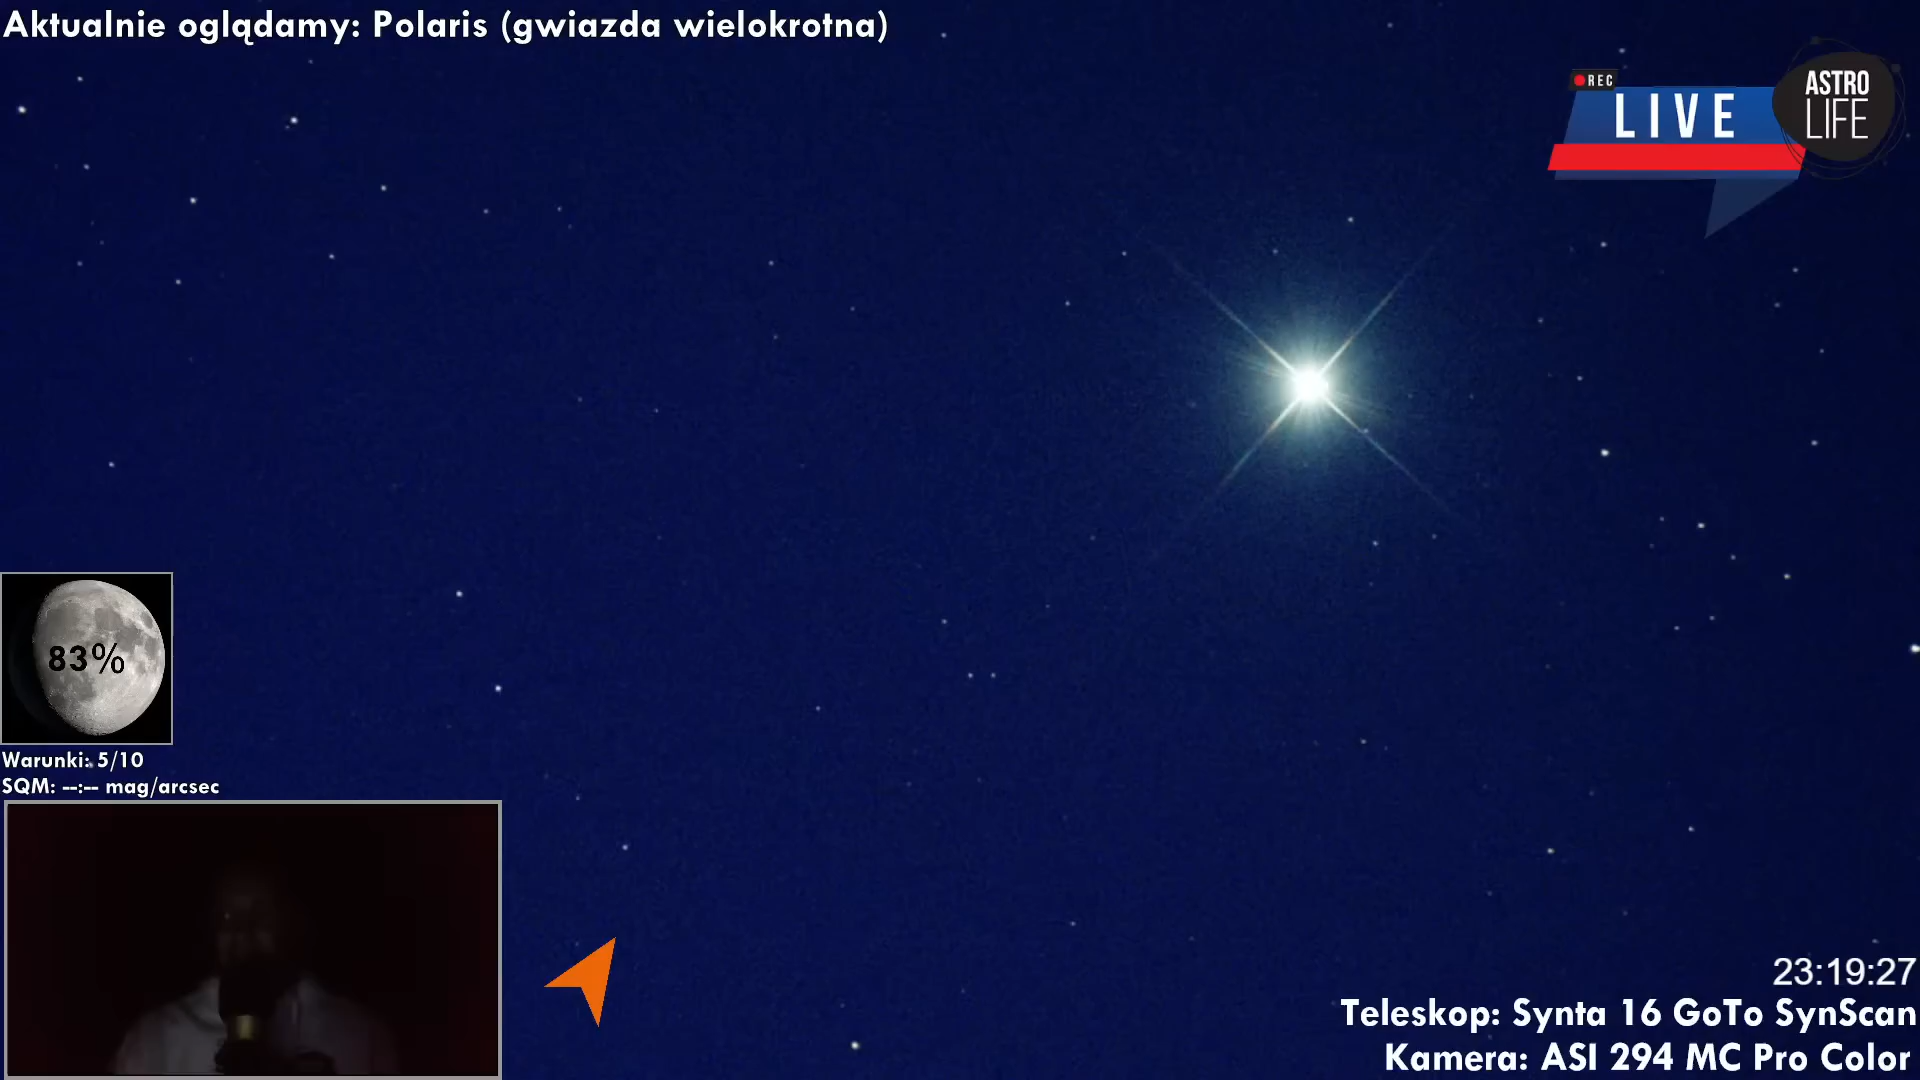 Aktualnie oglądamy: Polaris (gwiazda wielokrotna)
REC
LIVE
ASTRO
LIFE
83%
Warunki: 5/10
SQM: --:-- mag/arcsec
23:19:27
Teleskop: Synta 16 GoTo SynScan
Kamera: ASI 294 MC Pro Color